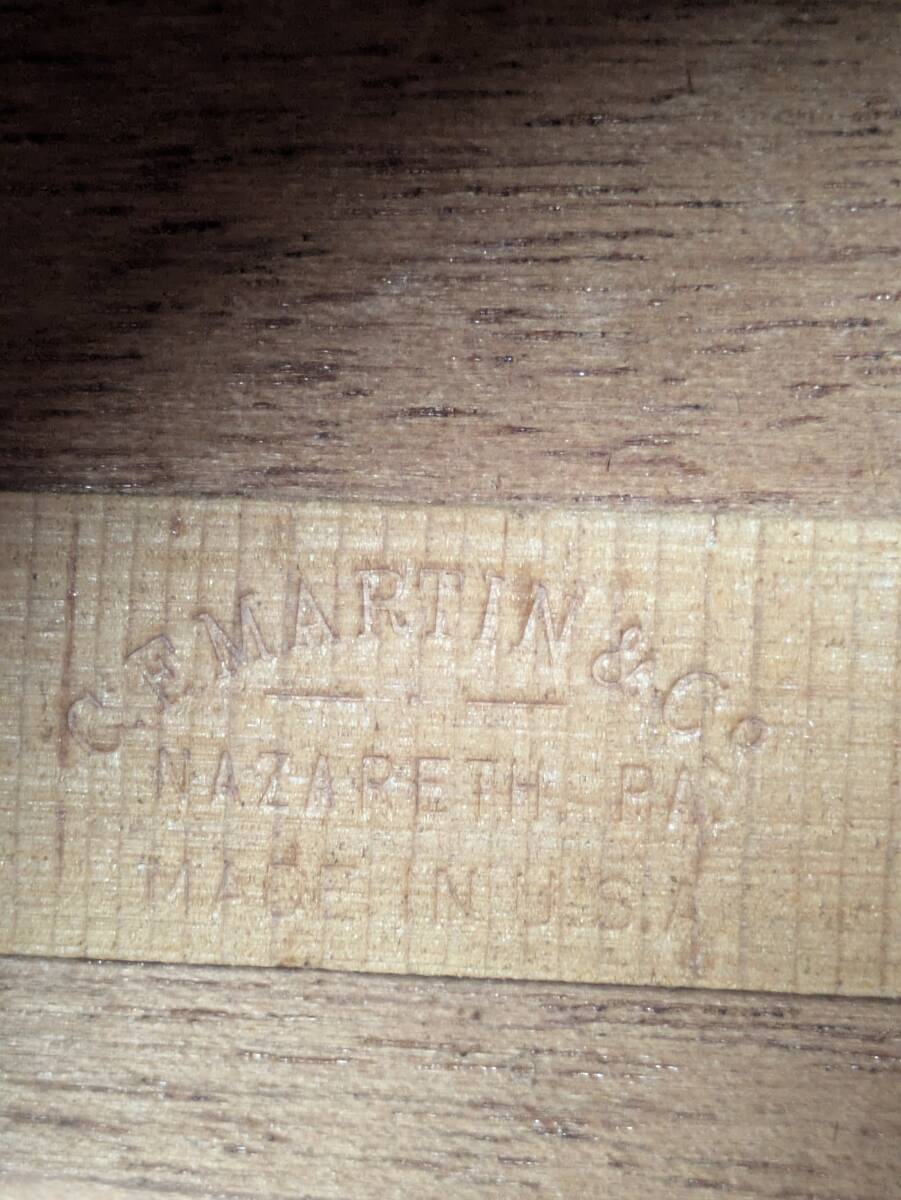 C.F. MARTIN & Co
NAZARETH PA.
MADE IN U.S.A